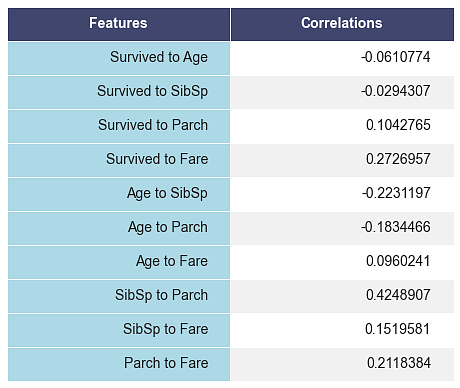 Features Correlations
Survived to Age -0.0610774
Survived to SibSp -0.0294307
Survived to Parch 0.1042765
Survived to Fare 0.2726957
Age to SibSp -0.2231197
Age to Parch -0.1834466
Age to Fare 0.0960241
SibSp to Parch 0.4248907
SibSp to Fare 0.1519581
Parch to Fare 0.2118384